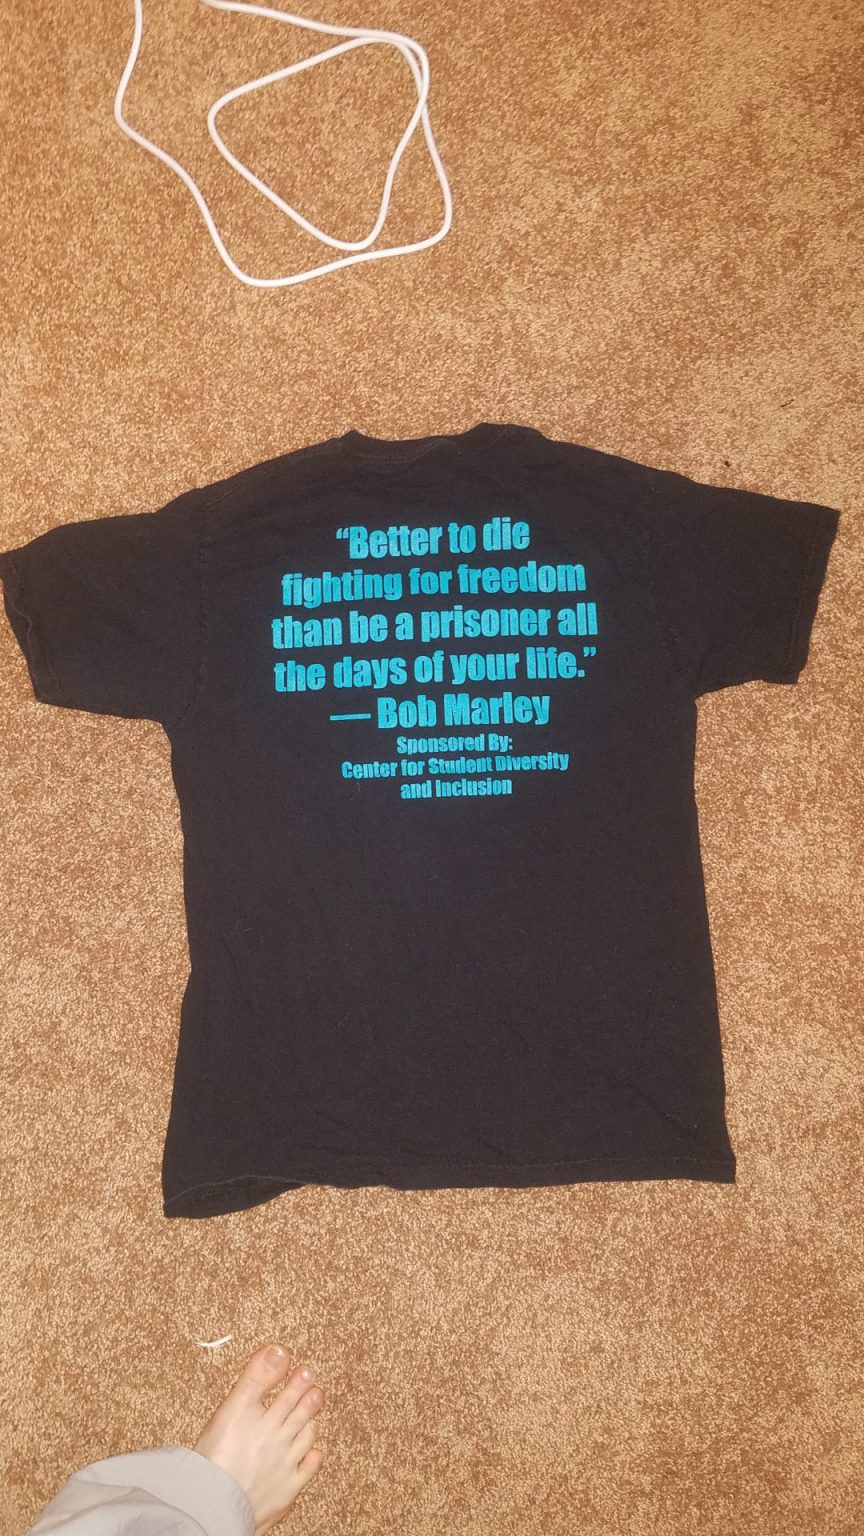 “Better to die
fighting for freedom
than be a prisoner all
the days of your life.”
— Bob Marley
Sponsored By:
Center for Student Diversity
and Inclusion